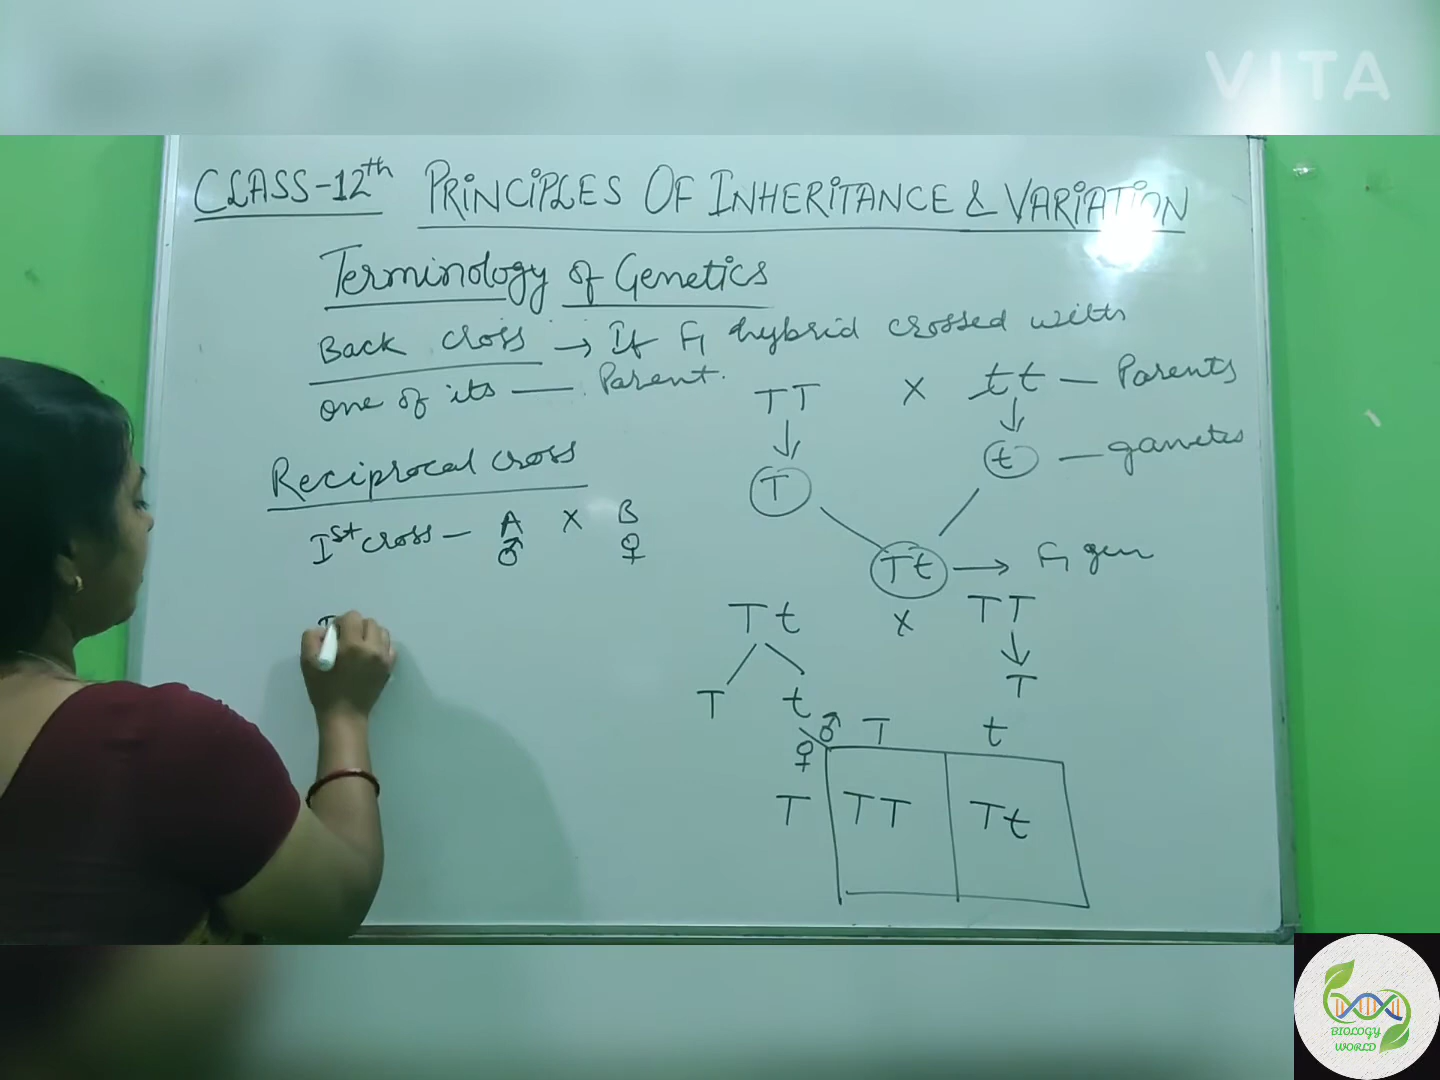 VITA
CLASS-12th PRINCIPLES OF INHERITANCE & VARIATION
Terminology of Genetics
Back cross → If F1 hybrid crossed with
one of its — Parent.
TT X tt — Parents
T t — gametes
Reciprocal cross
Ist cross — A X B
♂ ♀
Tt → F1 gen
Tt X TT
T t T
♂ T t
♀
T TT Tt
I
BIOLOGY
WORLD